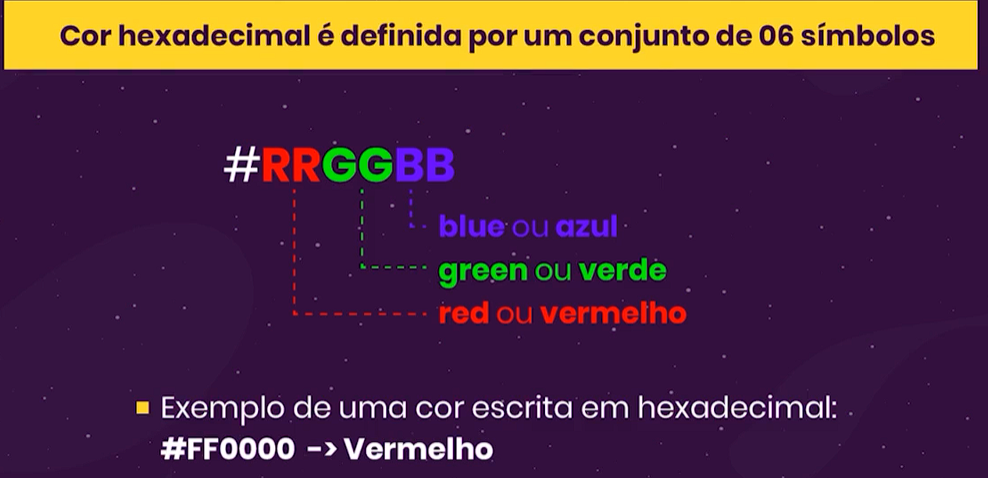 Cor hexadecimal é definida por um conjunto de 06 símbolos
#RRGGBB
blue ou azul
green ou verde
red ou vermelho
Exemplo de uma cor escrita em hexadecimal:
#FF0000 -> Vermelho